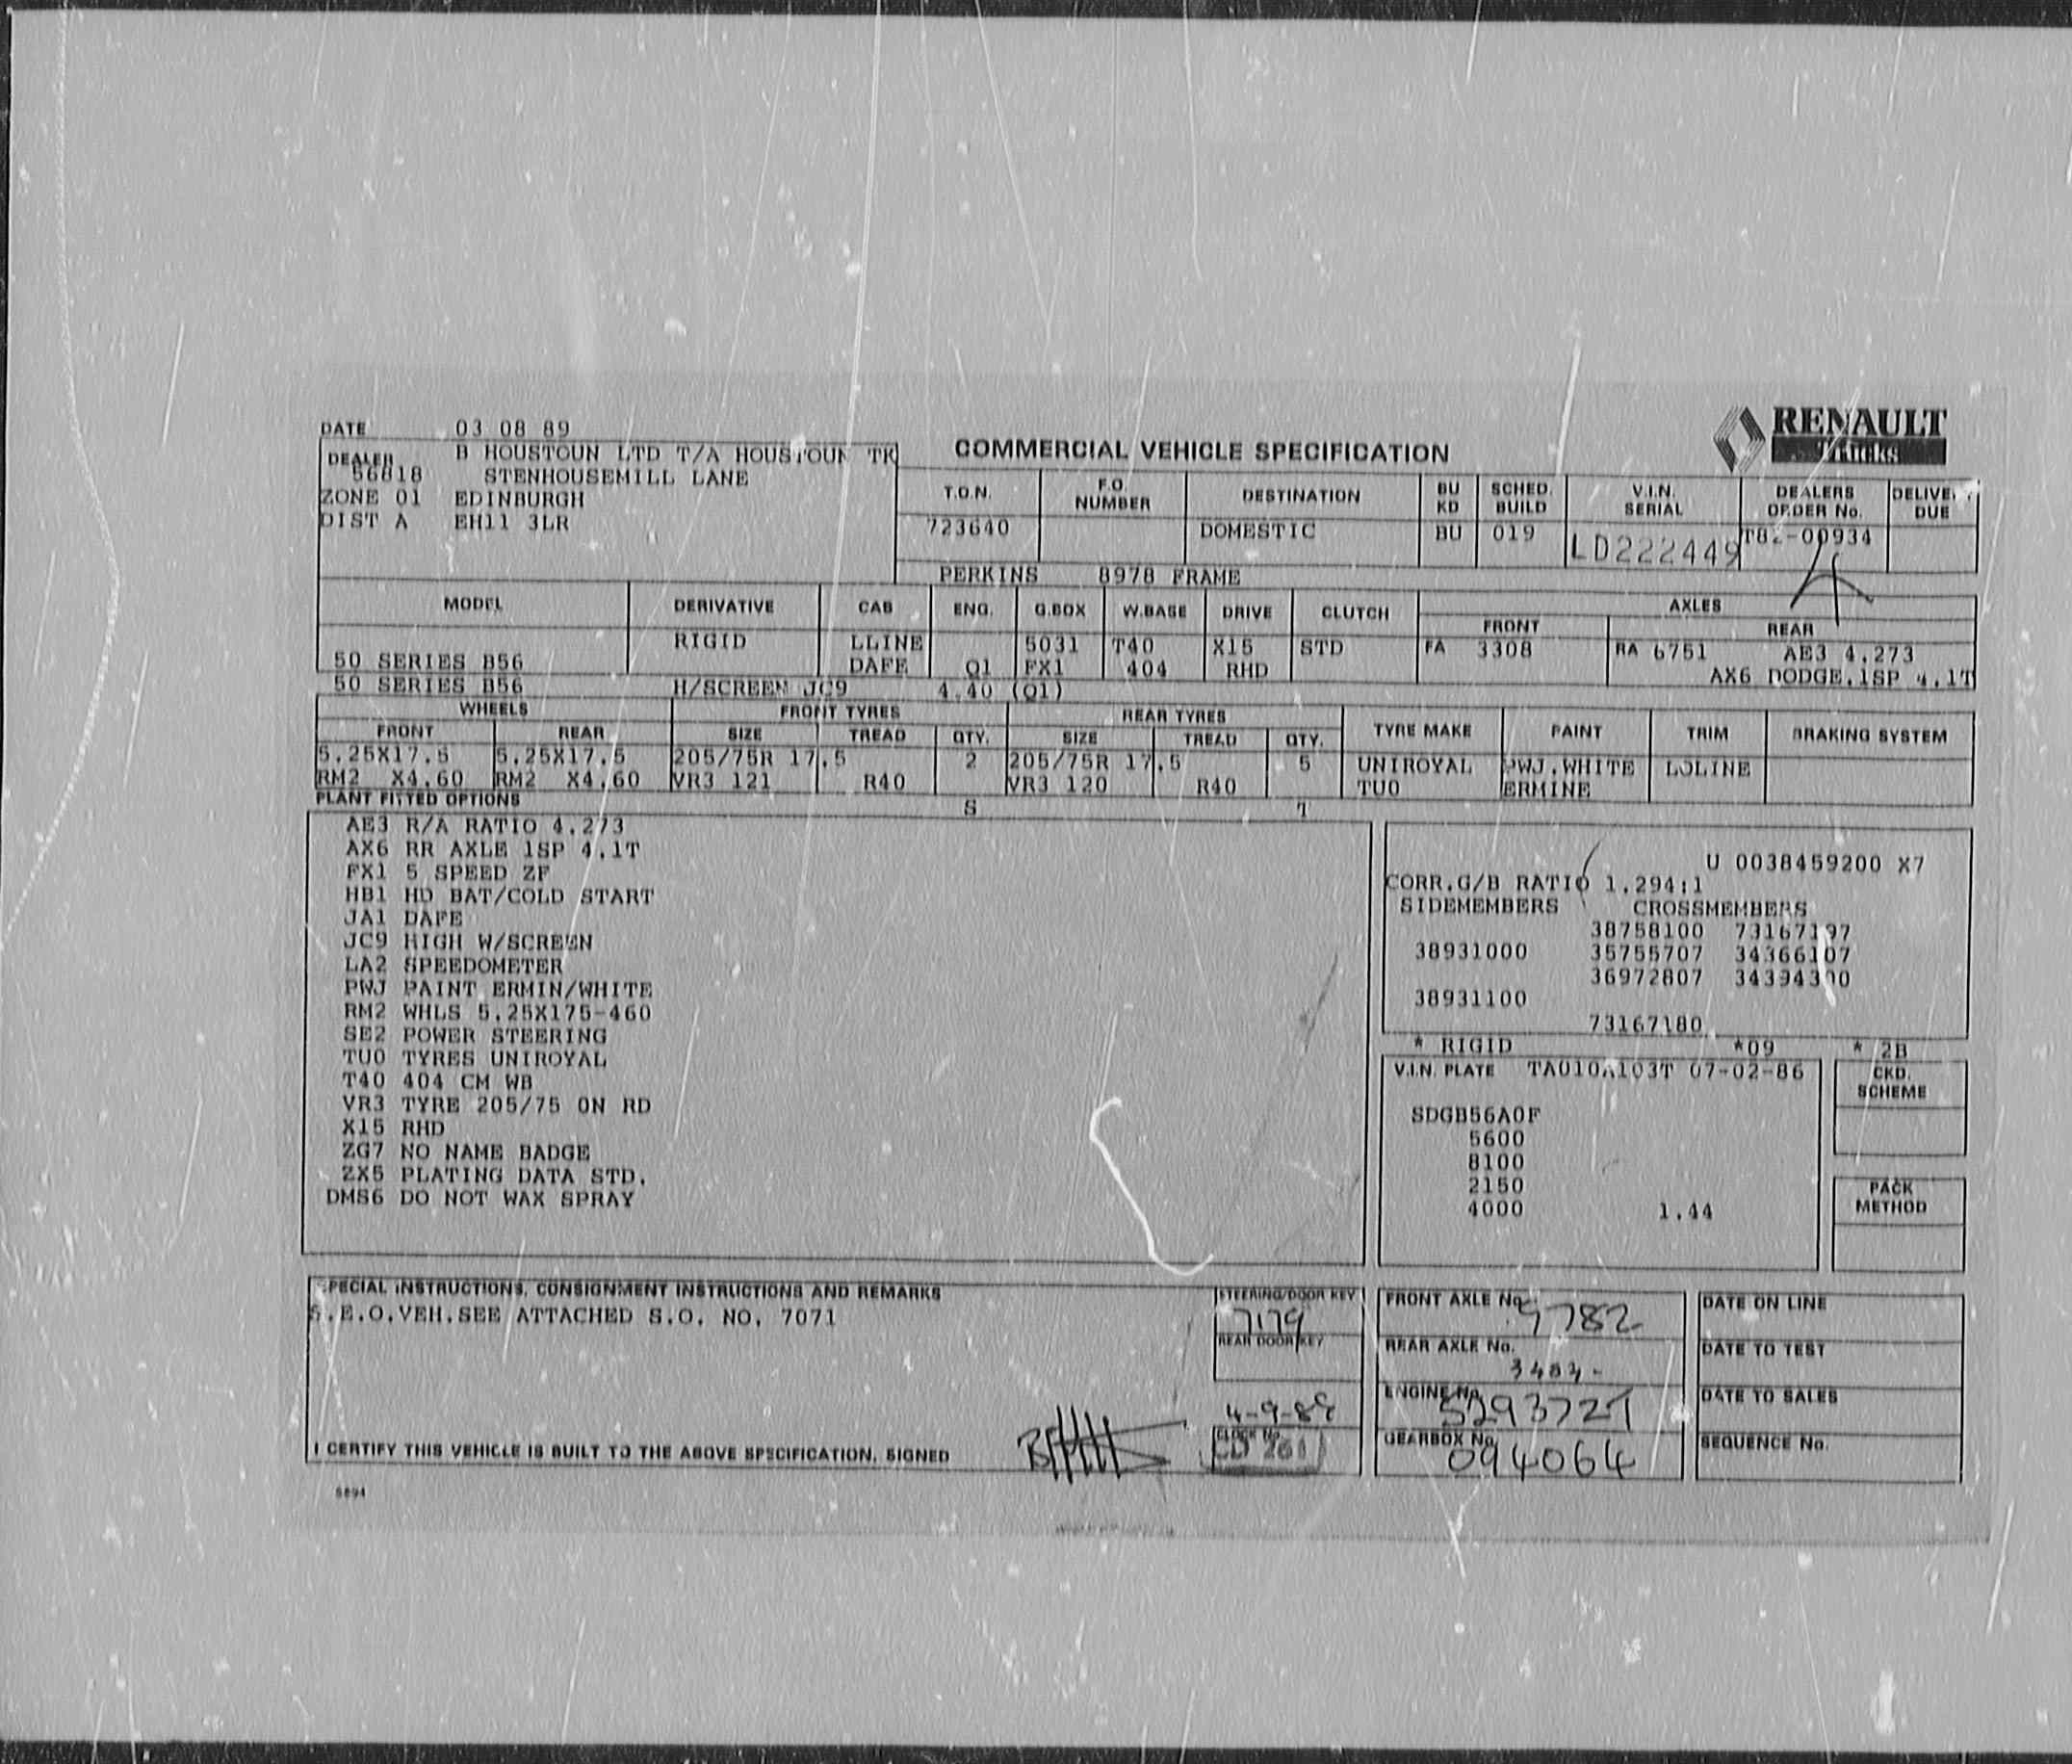 RENAULT
Trucks
DATE 03 08 89
COMMERCIAL VEHICLE SPECIFICATION
DEALER B HOUSTOUN LTD T/A HOUSTOUN TK
56818 STENHOUSEMILL LANE
ZONE 01 EDINBURGH
DIST A EH11 3LR
T.O.N. F.O. NUMBER DESTINATION BU KD SCHED. BUILD V.I.N. SERIAL DEALERS ORDER No. DUE
723640 DOMESTIC BU 019 LD222449 -00934
PERKINS 8978 FRAME
MODEL DERIVATIVE CAB ENG. G.BOX W.BASE DRIVE CLUTCH AXLES
FRONT REAR
RIGID LLINE 5031 T40 X15 STD FA 3308 RA 6751 AE3 4.273
50 SERIES B56 DAFE Q1 FX1 404 RHD AX6 DODGE.1SP 4.1T
50 SERIES B56 H/SCREEN JC9 4.40 (Q1)
WHEELS FRONT TYRES REAR TYRES
FRONT REAR SIZE TREAD QTY. SIZE TREAD QTY. TYRE MAKE PAINT TRIM BRAKING SYSTEM
5.25X17.5 5.25X17.5 205/75R 17.5 2 205/75R 17.5 5 UNIROYAL PWJ.WHITE LOLINE
RM2 X4.60 RM2 X4.60 VR3 121 R40 VR3 120 R40 TU0 ERMINE
PLANT FITTED OPTIONS S T
AE3 R/A RATIO 4.273
AX6 RR AXLE 1SP 4.1T
FX1 5 SPEED ZF
HB1 HD BAT/COLD START
JA1 DAFE
JC9 HIGH W/SCREEN
LA2 SPEEDOMETER
PWJ PAINT ERMIN/WHITE
RM2 WHLS 5.25X175-460
SE2 POWER STEERING
TU0 TYRES UNIROYAL
T40 404 CM WB
VR3 TYRE 205/75 ON RD
X15 RHD
ZG7 NO NAME BADGE
ZX5 PLATING DATA STD.
DMS6 DO NOT WAX SPRAY
U 0038459200 X7
CORR.G/B RATIO 1.294:1
SIDEMEMBERS CROSSMEMBERS
38758100 73167197
38931000 35755707 34366107
36972807 34394300
38931100
73167180
* RIGID *09 * 2B
V.I.N. PLATE TA010A103T 07-02-86
CKD. SCHEME
SDGB56A0F
5600
8100
2150
4000 1.44
PACK METHOD
SPECIAL INSTRUCTIONS, CONSIGNMENT INSTRUCTIONS AND REMARKS
S.E.O.VEH.SEE ATTACHED S.O. NO. 7071
STEERING/DOOR KEY
7179
REAR DOOR KEY
4-9-89
CLOCK No.
FRONT AXLE No. 9782
REAR AXLE No.
ENGINE No.
GEARBOX No. 094064
DATE ON LINE
DATE TO TEST
DATE TO SALES
SEQUENCE No.
I CERTIFY THIS VEHICLE IS BUILT TO THE ABOVE SPECIFICATION. SIGNED